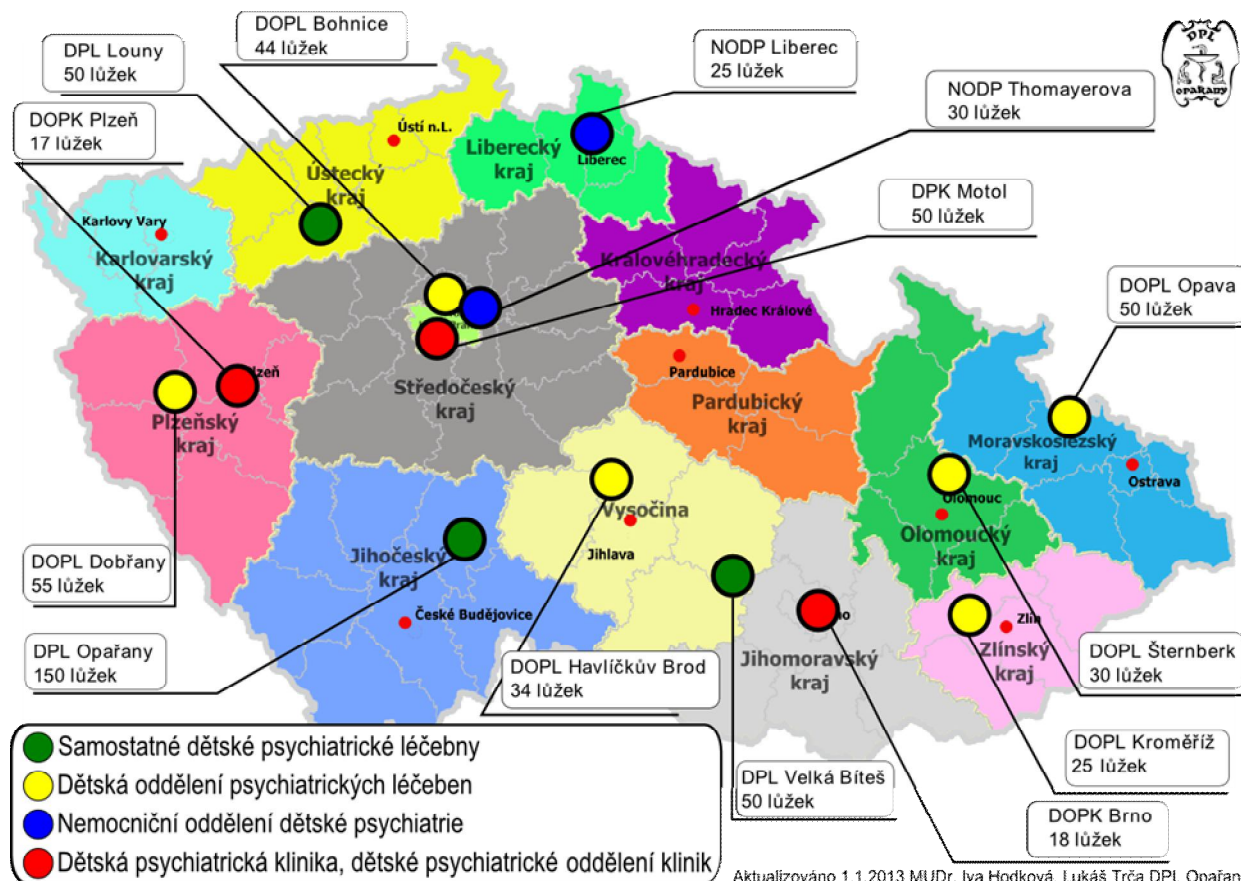 DOPL Bohnice
44 lůžek
DPL Louny
50 lůžek
NODP Liberec
25 lůžek
DPL
OPAŘANY
NODP Thomayerova
30 lůžek
DOPK Plzeň
17 lůžek
Ústí n.L.
Ústecký
kraj
Liberecký
kraj
Liberec
DPK Motol
50 lůžek
Karlovy Vary
Karlovarský
kraj
Královéhradecký
kraj
Hradec Králové
DOPL Opava
50 lůžek
Pardubice
Pardubický
kraj
Středočeský
kraj
Plzeňský
kraj
Moravskoslezský
kraj
Ostrava
Olomouc
Olomoucký
kraj
Vysočina
Jihlava
Jihočeský
kraj
České Budějovice
DOPL Dobřany
55 lůžek
DPL Opařany
150 lůžek
DOPL Havlíčkův Brod
34 lůžek
Jihomoravský
kraj
Zlín
Zlínský
kraj
DOPL Šternberk
30 lůžek
DOPL Kroměříž
25 lůžek
DPL Velká Bíteš
50 lůžek
DOPK Brno
18 lůžek
Samostatné dětské psychiatrické léčebny
Dětská oddělení psychiatrických léčeben
Nemocniční oddělení dětské psychiatrie
Dětská psychiatrická klinika, dětské psychiatrické oddělení klinik
Aktualizováno 1.1.2013 MUDr. Iva Hodková, Lukáš Trča DPL Opařany